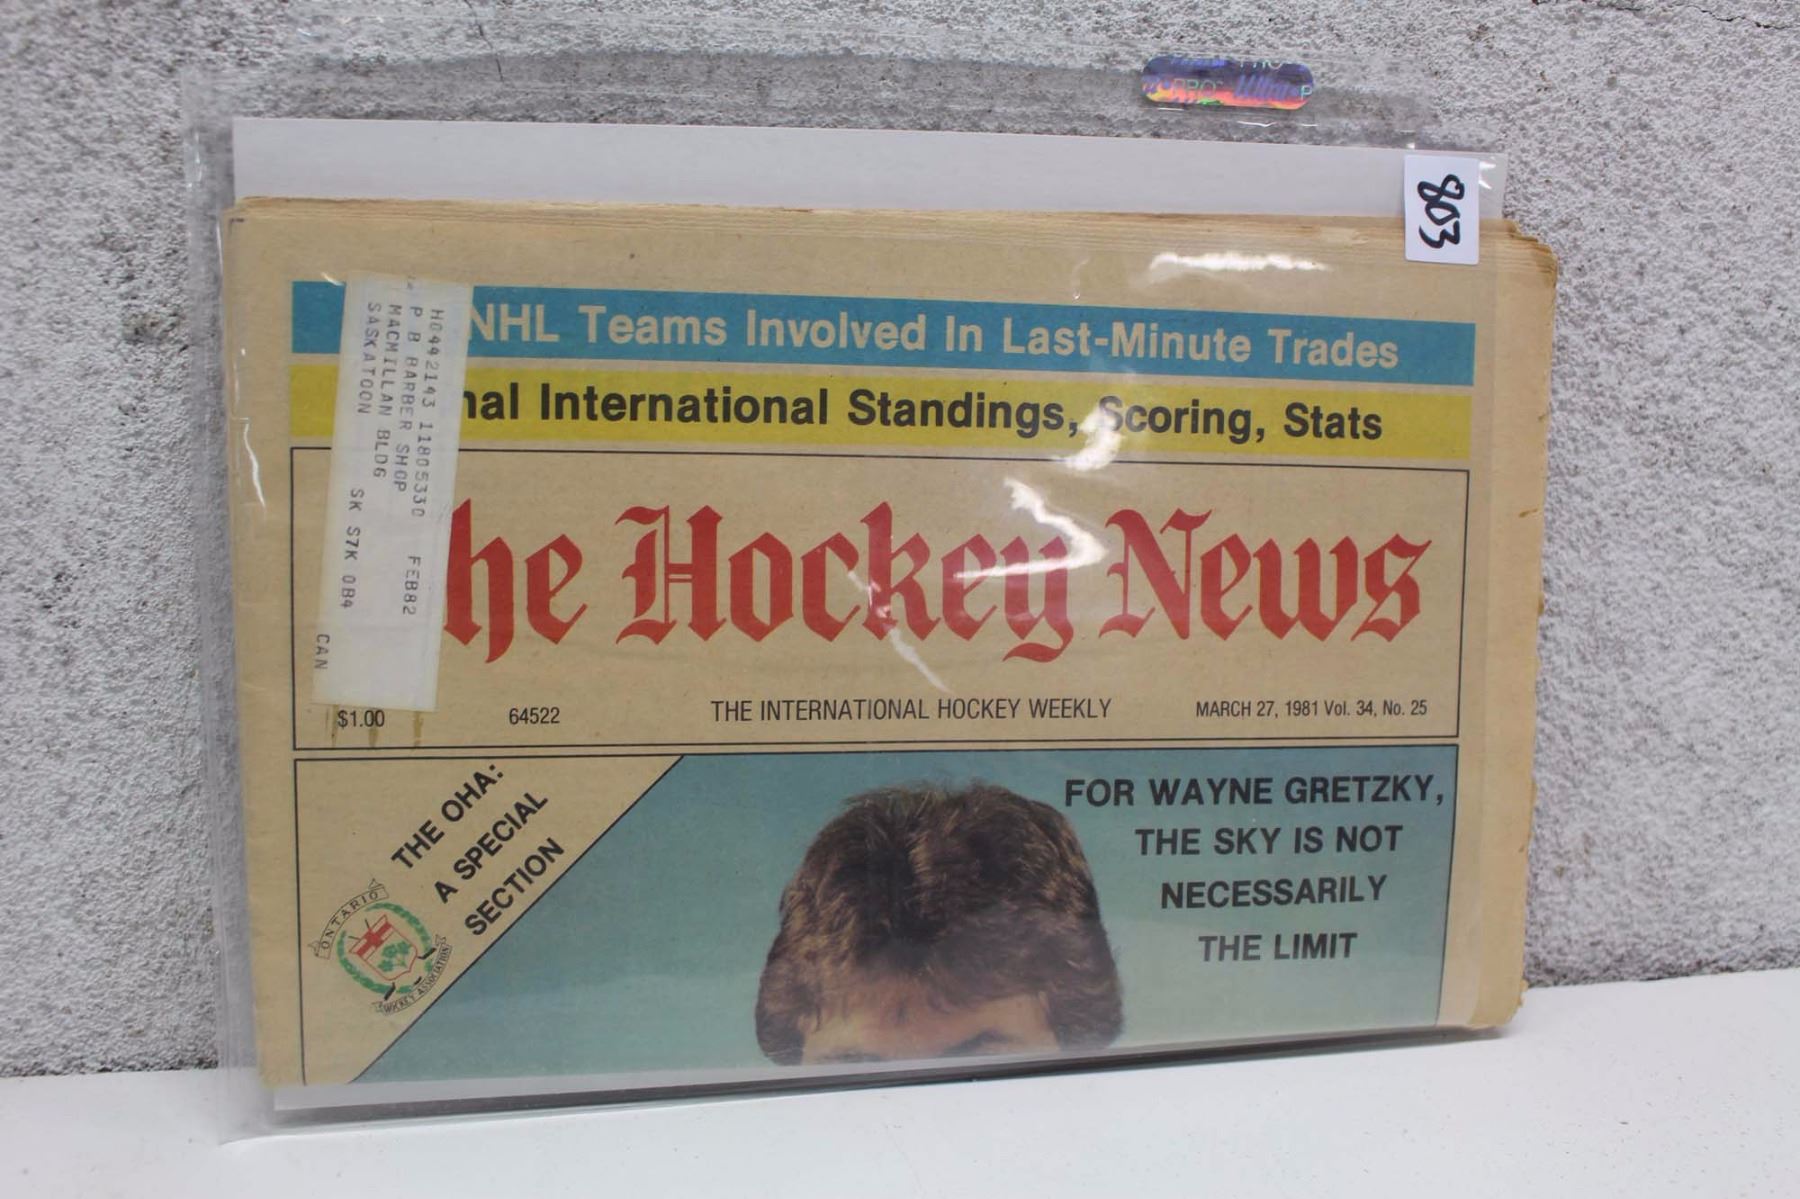 803
NHL Teams Involved In Last-Minute Trades
nal International Standings, Scoring, Stats
H0442143 11805330 FEB82
P B BARBER SHOP
MACMILLAN BLDG
SASKATOON SK S7K 0B4
CAN
he Hockey News
$1.00 64522 THE INTERNATIONAL HOCKEY WEEKLY MARCH 27, 1981 Vol. 34, No. 25
THE OHA:
A SPECIAL
SECTION
ONTARIO
HOCKEY ASSOCIATION
FOR WAYNE GRETZKY,
THE SKY IS NOT
NECESSARILY
THE LIMIT